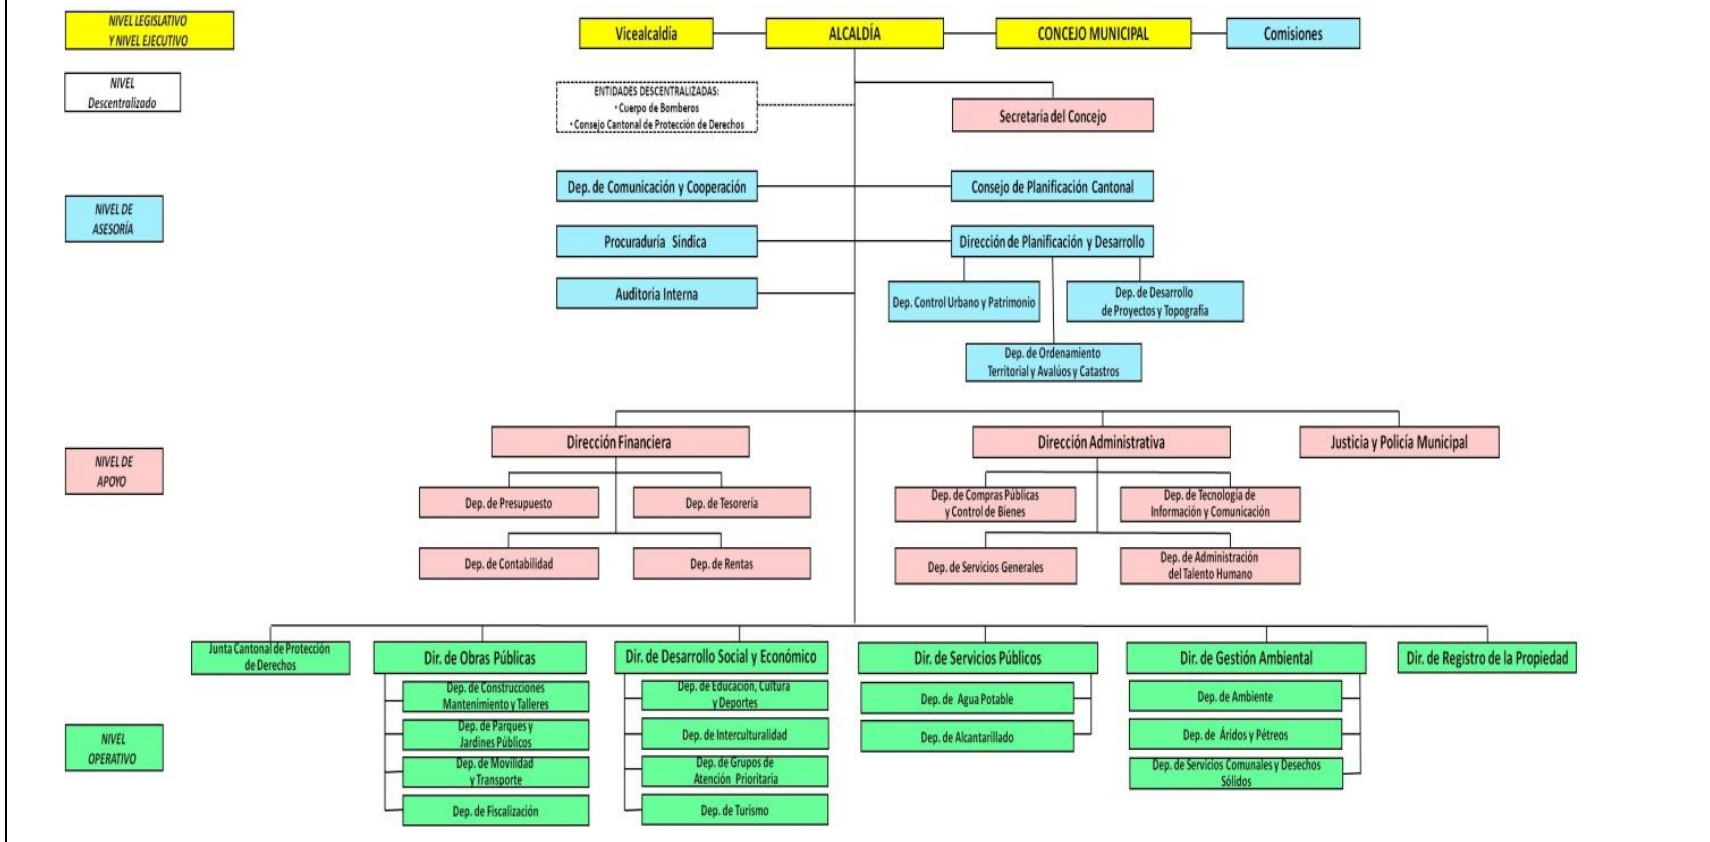 NIVEL LEGISLATIVO
Y NIVEL EJECUTIVO
Vicealcaldía
ALCALDÍA
CONCEJO MUNICIPAL
Comisiones
NIVEL
Descentralizado
ENTIDADES DESCENTRALIZADAS:
• Cuerpo de Bomberos
• Consejo Cantonal de Protección de Derechos
Secretaría del Concejo
NIVEL DE
ASESORÍA
Dep. de Comunicación y Cooperación
Consejo de Planificación Cantonal
Procuraduría Síndica
Dirección de Planificación y Desarrollo
Auditoría Interna
Dep. Control Urbano y Patrimonio
Dep. de Desarrollo
de Proyectos y Topografía
Dep. de Ordenamiento
Territorial y Avalúos y Catastros
NIVEL DE
APOYO
Dirección Financiera
Dirección Administrativa
Justicia y Policía Municipal
Dep. de Presupuesto
Dep. de Tesorería
Dep. de Compras Públicas
y Control de Bienes
Dep. de Tecnología de
Información y Comunicación
Dep. de Contabilidad
Dep. de Rentas
Dep. de Servicios Generales
Dep. de Administración
del Talento Humano
NIVEL
OPERATIVO
Junta Cantonal de Protección
de Derechos
Dir. de Obras Públicas
Dep. de Construcciones
Mantenimiento y Talleres
Dep. de Parques y
Jardines Públicos
Dep. de Movilidad
y Transporte
Dep. de Fiscalización
Dir. de Desarrollo Social y Económico
Dep. de Educación, Cultura
y Deportes
Dep. de Interculturalidad
Dep. de Grupos de
Atención Prioritaria
Dep. de Turismo
Dir. de Servicios Públicos
Dep. de Agua Potable
Dep. de Alcantarillado
Dir. de Gestión Ambiental
Dep. de Ambiente
Dep. de Áridos y Pétreos
Dep. de Servicios Comunales y Desechos
Sólidos
Dir. de Registro de la Propiedad